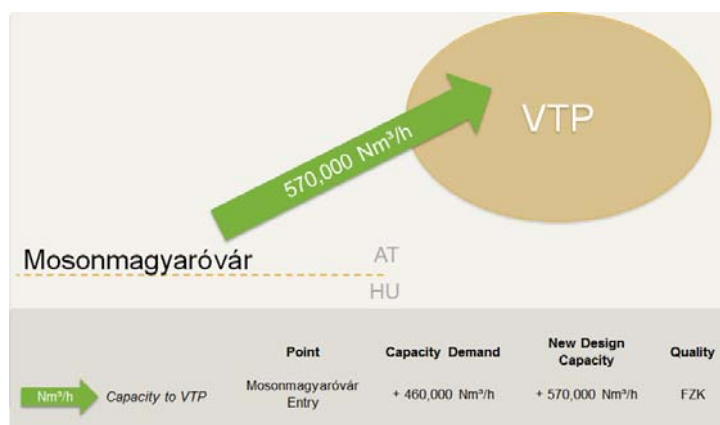 VTP
570,000 Nm³/h
Mosonmagyaróvár
AT
HU
Point
Capacity Demand
New Design
Capacity
Quality
Nm³/h
Capacity to VTP
Mosonmagyaróvár
Entry
+ 460,000 Nm³/h
+ 570,000 Nm³/h
FZK